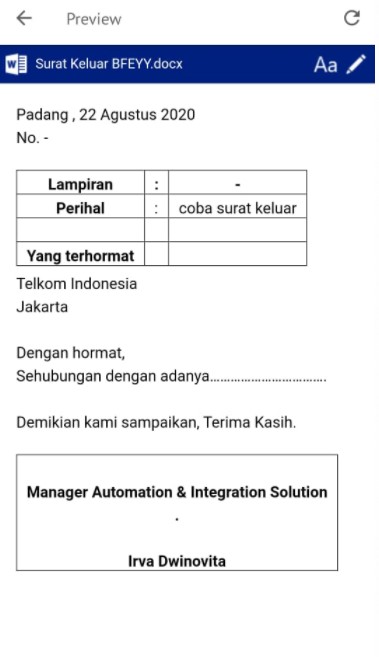 Preview
Surat Keluar BFEYY.docx Aa
Padang , 22 Agustus 2020
No. -
Lampiran : -
Perihal : coba surat keluar
Yang terhormat
Telkom Indonesia
Jakarta
Dengan hormat,
Sehubungan dengan adanya.................................
Demikian kami sampaikan, Terima Kasih.
Manager Automation & Integration Solution
.
Irva Dwinovita